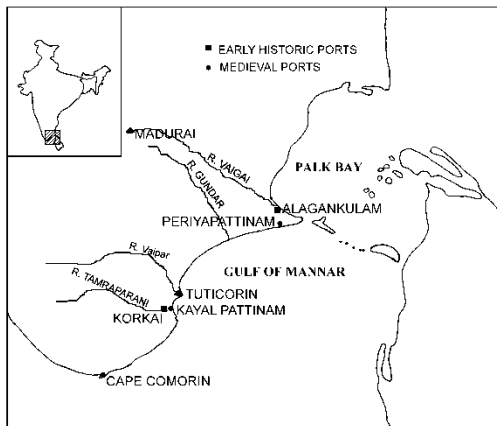 EARLY HISTORIC PORTS
MEDIEVAL PORTS
MADURAI
R. VAIGAI
R. GUNDAR
PALK BAY
ALAGANKULAM
PERIYAPATTINAM
R. Vaipar
GULF OF MANNAR
R. TAMRAPARANI
TUTICORIN
KORKAI
KAYAL PATTINAM
CAPE COMORIN